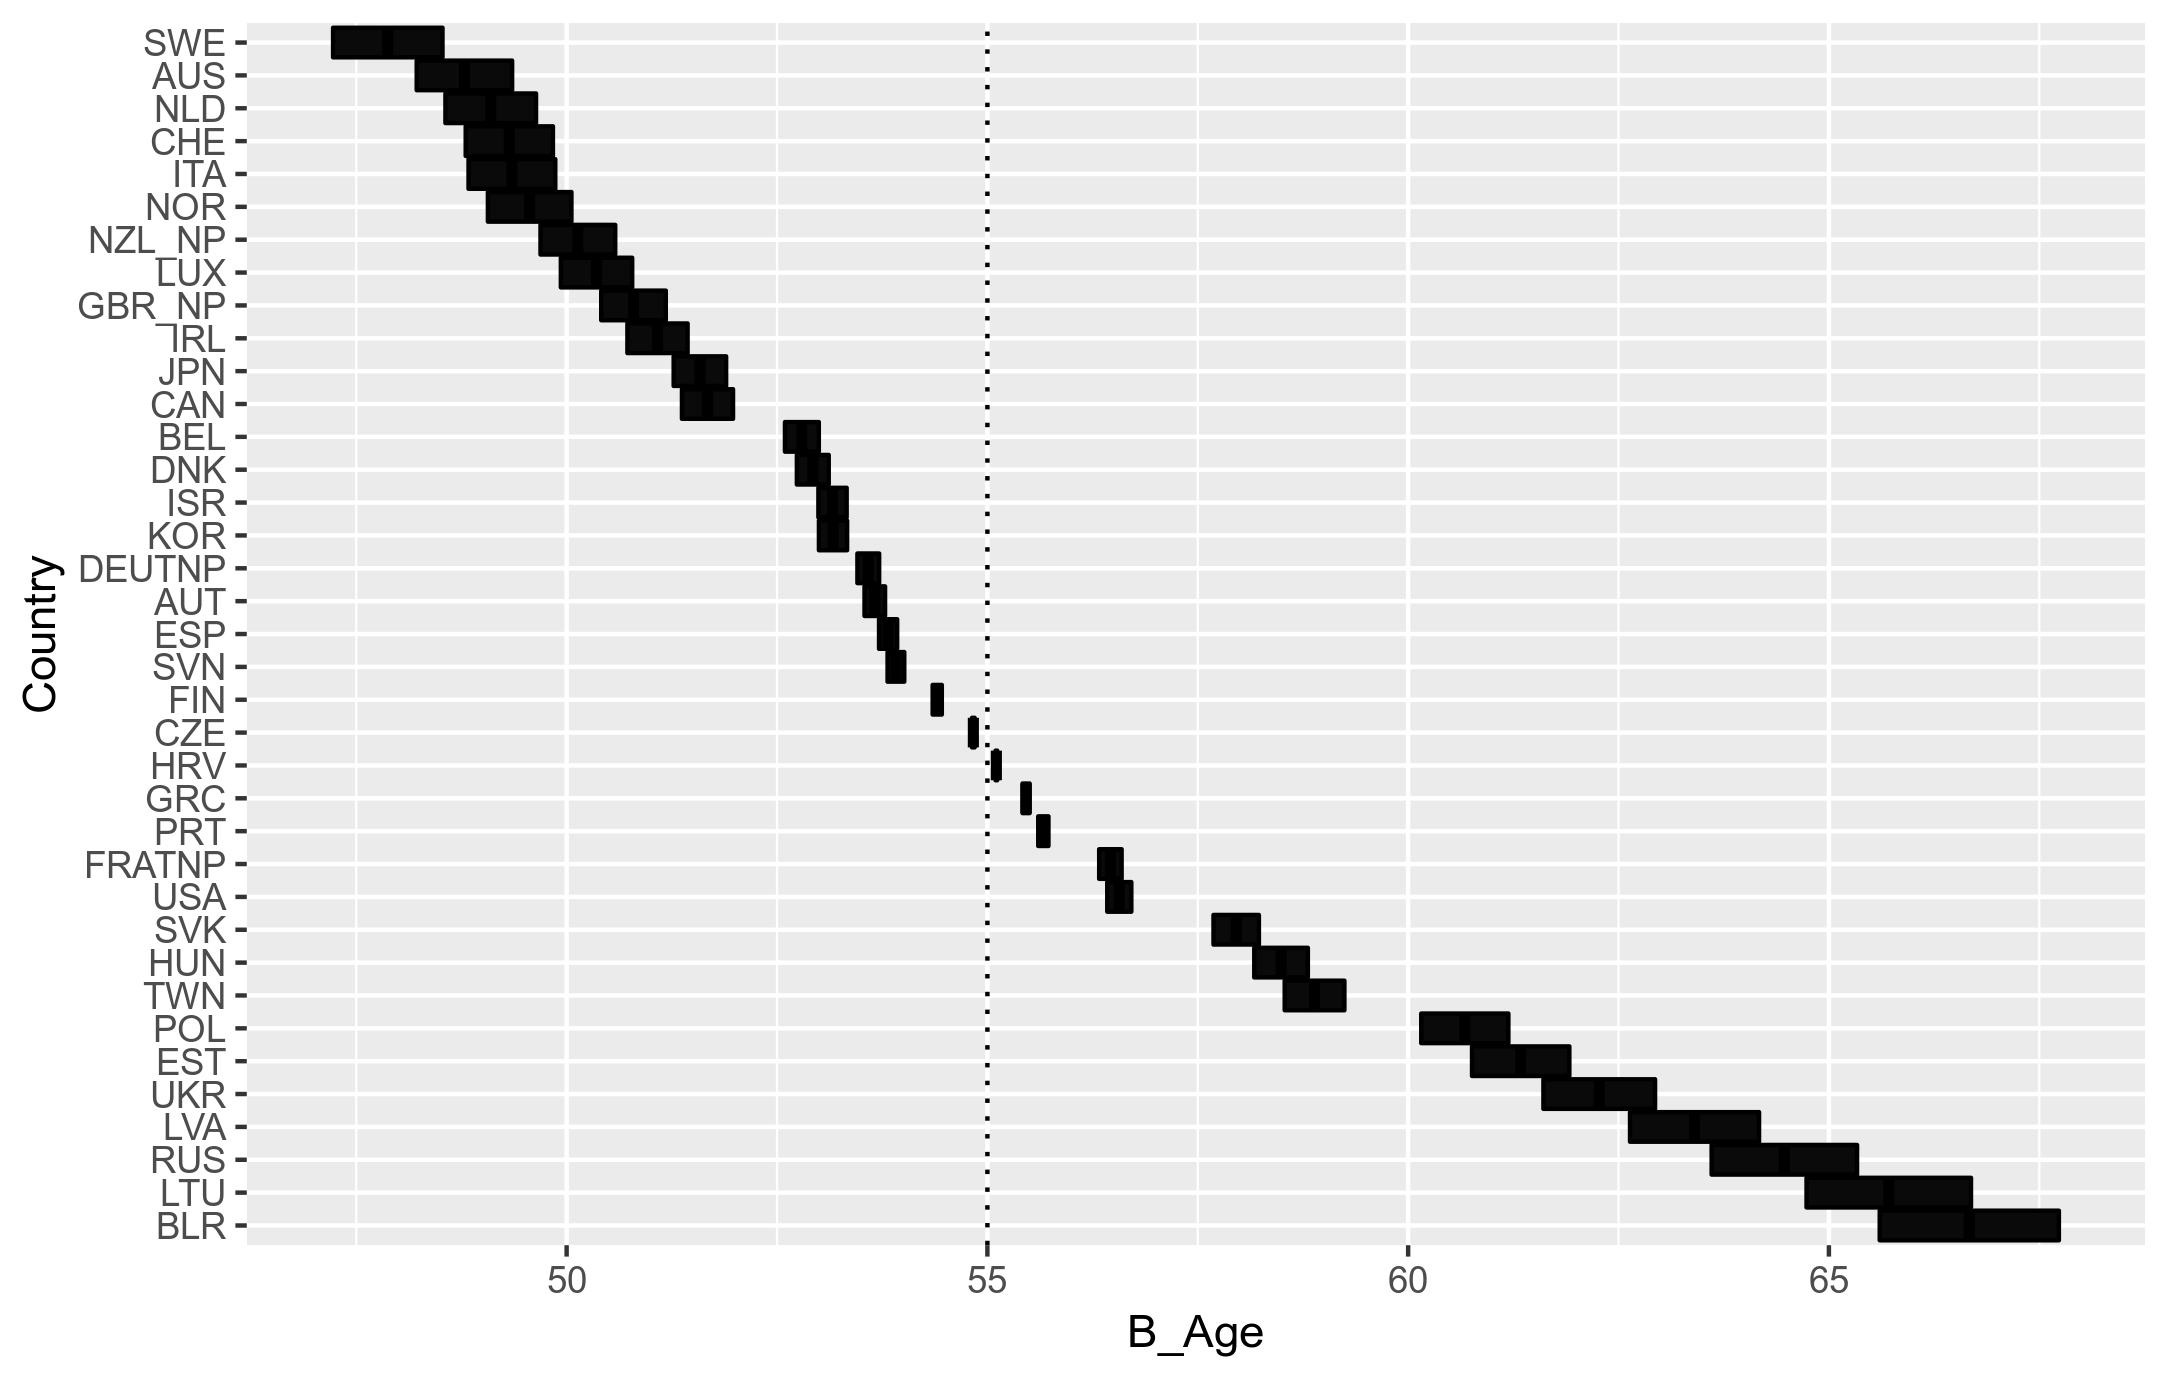 Country
SWE
AUS
NLD
CHE
ITA
NOR
NZL_NP
LUX
GBR_NP
IRL
JPN
CAN
BEL
DNK
ISR
KOR
DEUTNP
AUT
ESP
SVN
FIN
CZE
HRV
GRC
PRT
FRATNP
USA
SVK
HUN
TWN
POL
EST
UKR
LVA
RUS
LTU
BLR
50 55 60 65
B_Age